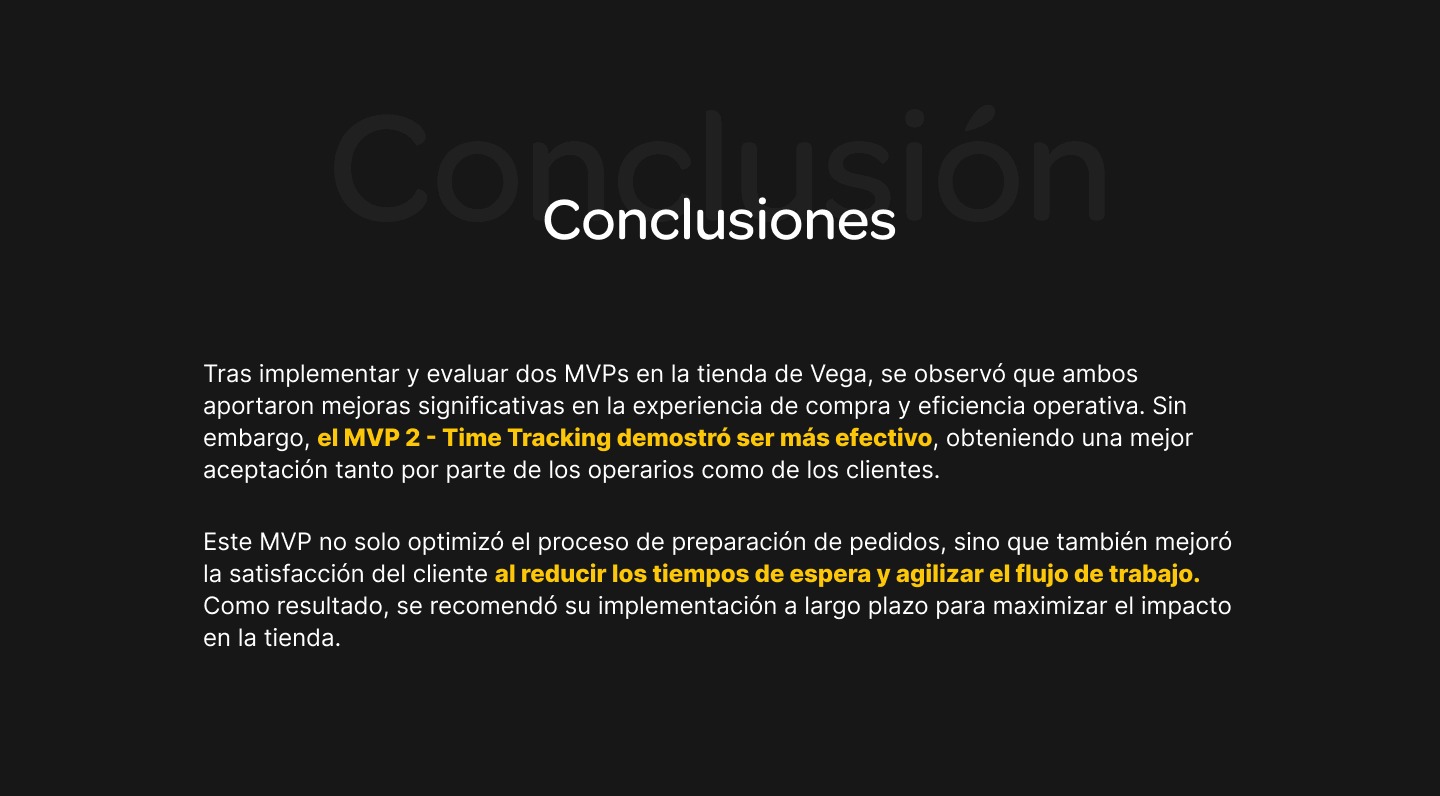 Conclusión
Conclusiones
Tras implementar y evaluar dos MVPs en la tienda de Vega, se observó que ambos
aportaron mejoras significativas en la experiencia de compra y eficiencia operativa. Sin
embargo, el MVP 2 - Time Tracking demostró ser más efectivo, obteniendo una mejor
aceptación tanto por parte de los operarios como de los clientes.
Este MVP no solo optimizó el proceso de preparación de pedidos, sino que también mejoró
la satisfacción del cliente al reducir los tiempos de espera y agilizar el flujo de trabajo.
Como resultado, se recomendó su implementación a largo plazo para maximizar el impacto
en la tienda.